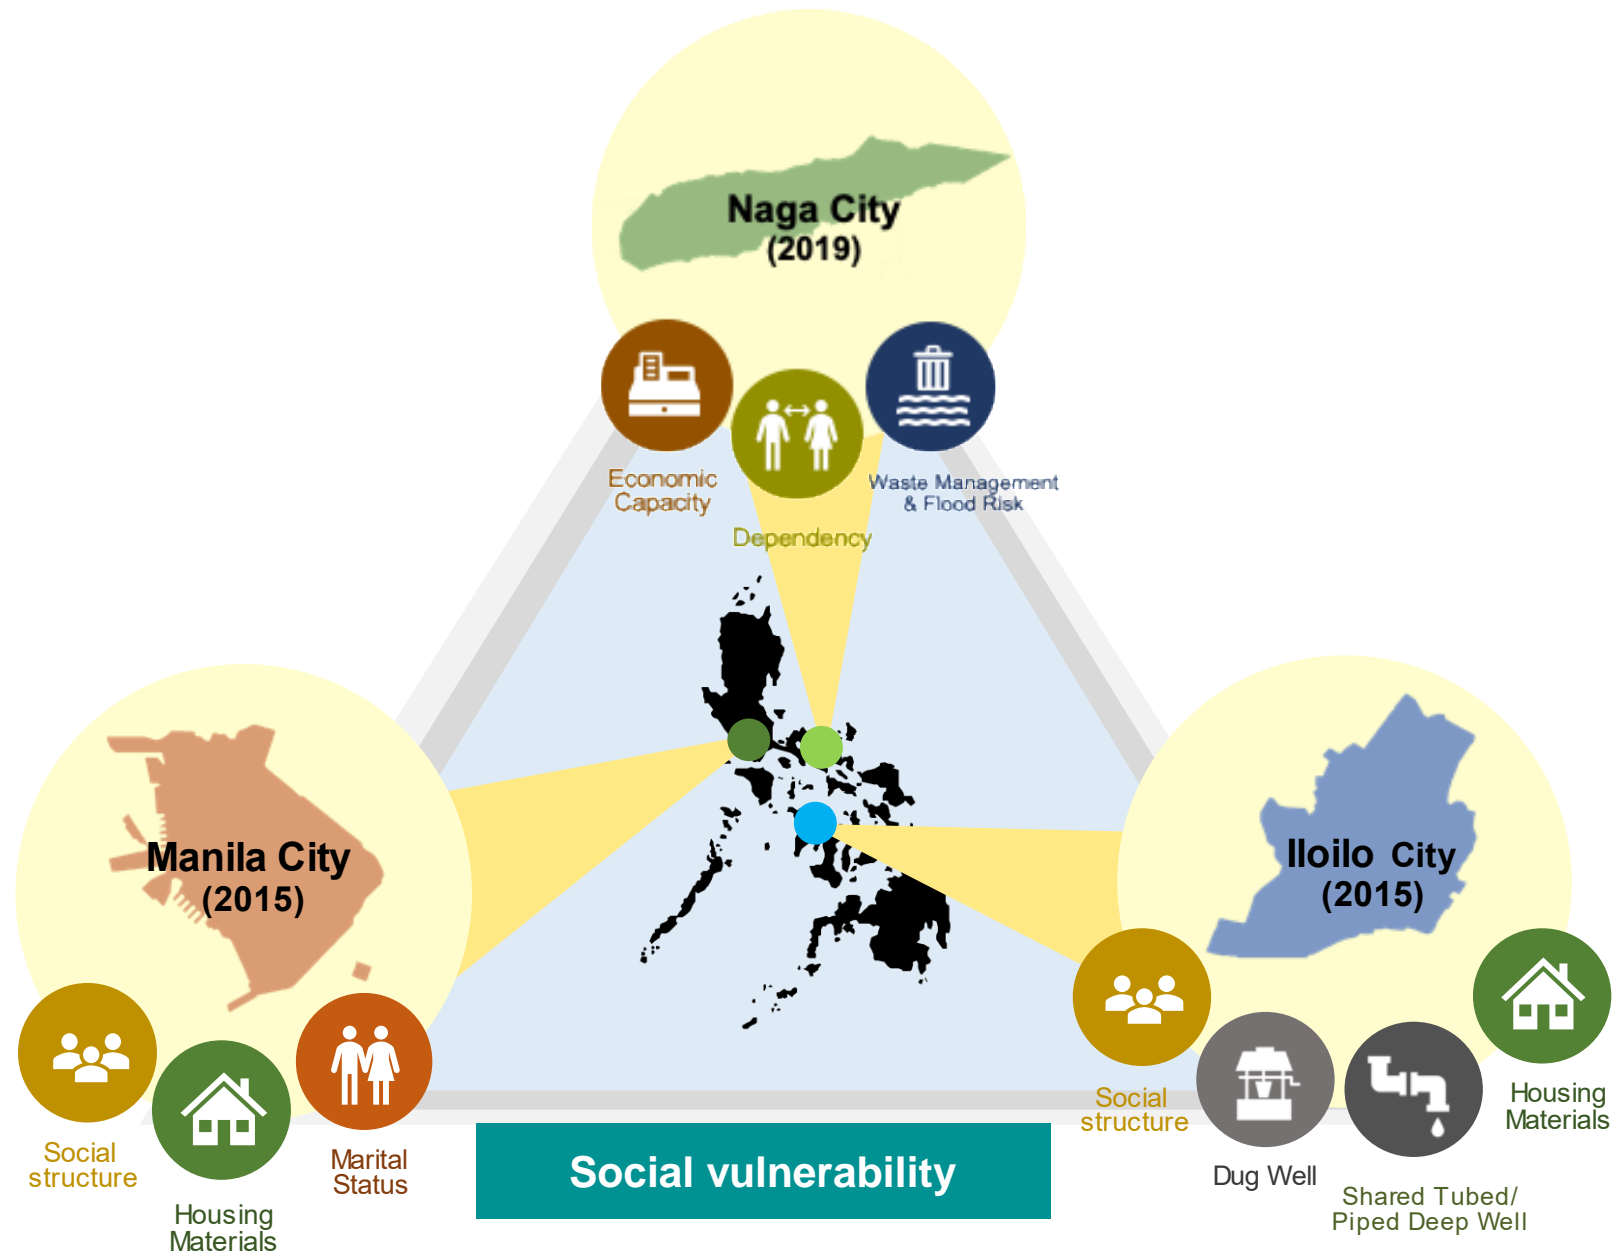 Naga City
(2019)
Economic
Capacity
Dependency
Waste Management
& Flood Risk
Manila City
(2015)
Social
structure
Housing
Materials
Marital
Status
Iloilo City
(2015)
Social
structure
Dug Well
Shared Tubed/
Piped Deep Well
Housing
Materials
Social vulnerability